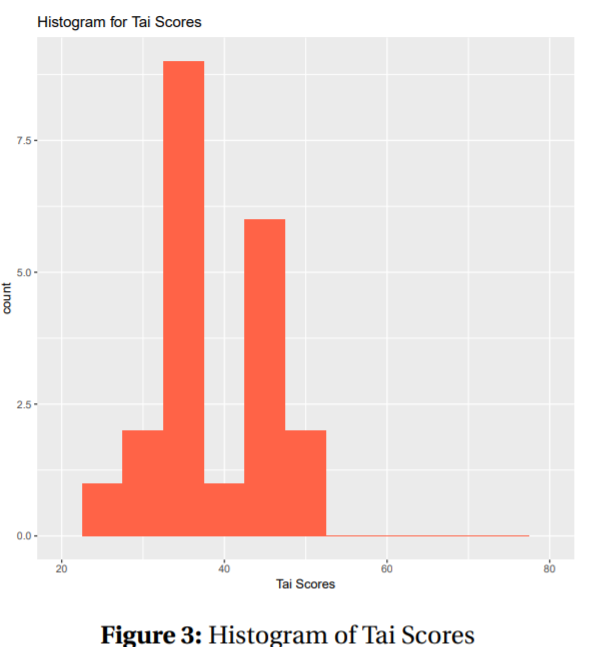 Histogram for Tai Scores
7.5
5.0
count
2.5
0.0
20 40 60 80
Tai Scores
Figure 3: Histogram of Tai Scores